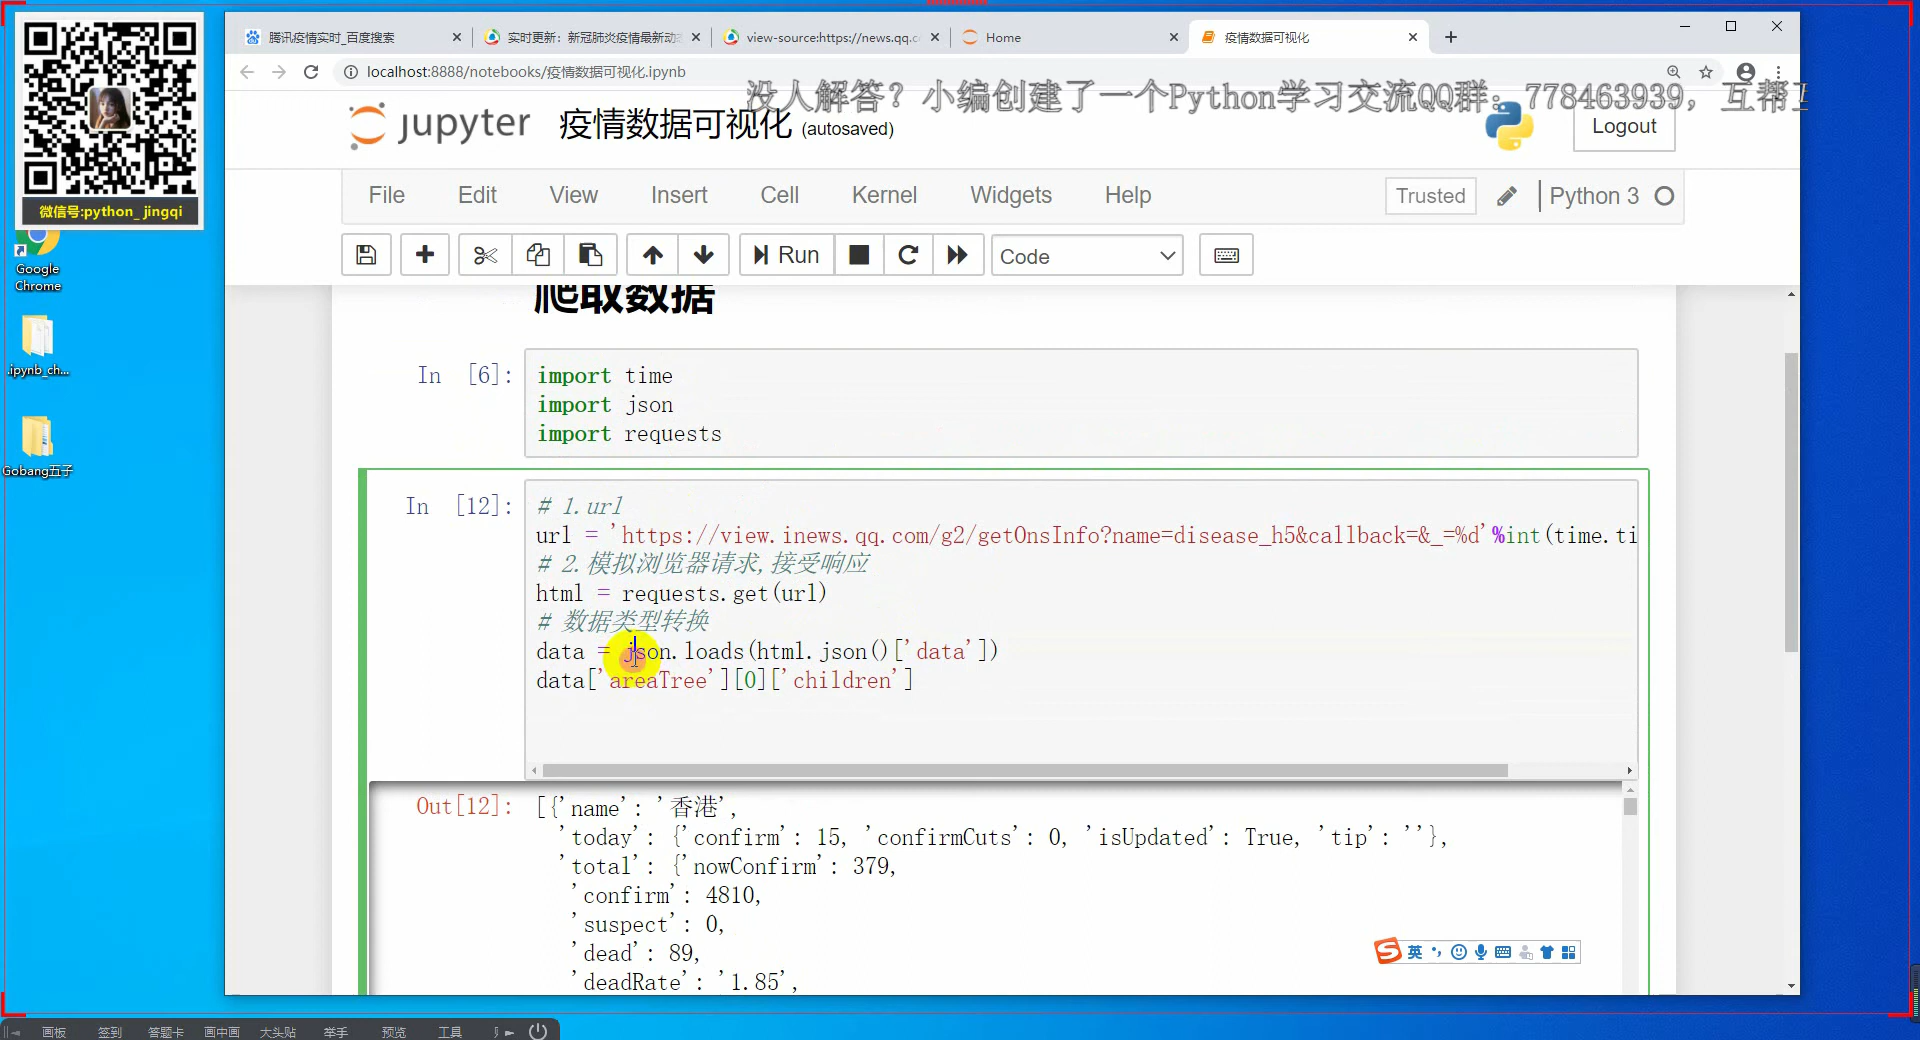 微信号:python_ jingqi
Google
Chrome
.ipynb_ch...
Gobang五子
腾讯疫情实时_百度搜索
实时更新：新冠肺炎疫情最新动态
view-source:https://news.qq.c
Home
疫情数据可视化
localhost:8888/notebooks/疫情数据可视化.ipynb
没人解答？小编创建了一个Python学习交流QQ群：778463939，互帮互
jupyter 疫情数据可视化 (autosaved)
Logout
File Edit View Insert Cell Kernel Widgets Help
Trusted
Python 3
Run
Code
爬取数据
In [6]:
import time
import json
import requests
In [12]:
# 1.url
url = 'https://view.inews.qq.com/g2/getOnsInfo?name=disease_h5&callback=&_=%d'%int(time.ti
# 2.模拟浏览器请求,接受响应
html = requests.get(url)
# 数据类型转换
data = json.loads(html.json()['data'])
data['areaTree'][0]['children']
Out[12]:
[{'name': '香港',
'today': {'confirm': 15, 'confirmCuts': 0, 'isUpdated': True, 'tip': ''},
'total': {'nowConfirm': 379,
'confirm': 4810,
'suspect': 0,
'dead': 89,
'deadRate': '1.85',
英
画板 签到 答题卡 画中画 大头贴 举手 预览 工具